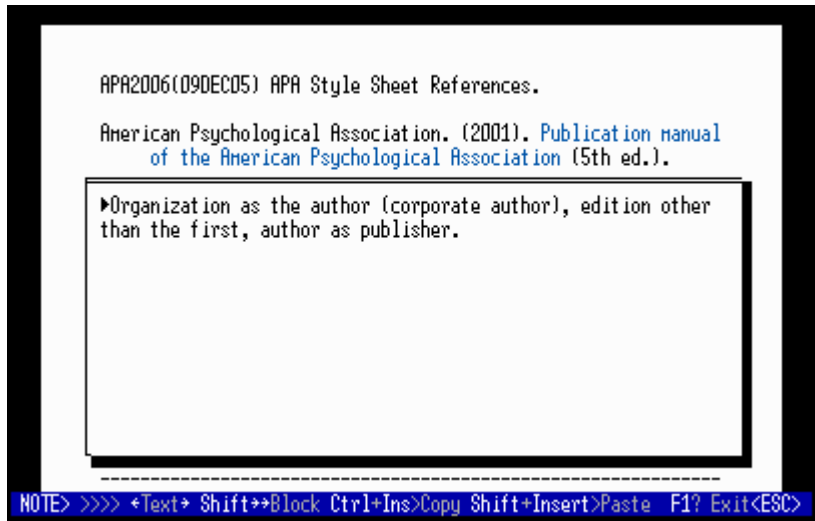 APA2006(09DEC05) APA Style Sheet References.
American Psychological Association. (2001). Publication manual
of the American Psychological Association (5th ed.).
▶Organization as the author (corporate author), edition other
than the first, author as publisher.
--------------------------------------------------------------
NOTE> >>>> ←Text→ Shift↔→Block Ctrl+Ins>Copy Shift+Insert>Paste F1? Exit<ESC>